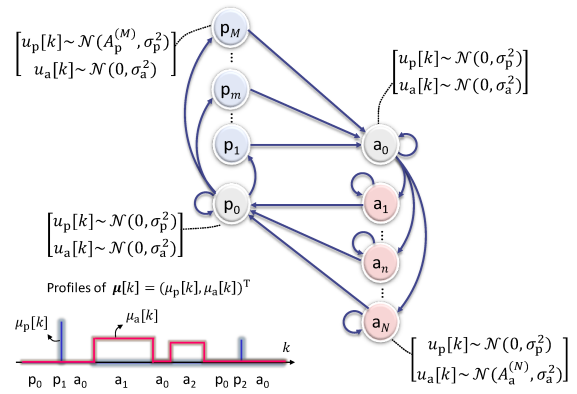 [u_p[k]~ 𝒩(A_p^(M), σ_p^2)
u_a[k]~ 𝒩(0, σ_a^2)]
p_M
⋮
p_m
⋮
p_1
p_0
[u_p[k]~ 𝒩(0, σ_p^2)
u_a[k]~ 𝒩(0, σ_a^2)]
a_0
a_1
⋮
a_n
⋮
a_N
[u_p[k]~ 𝒩(0, σ_p^2)
u_a[k]~ 𝒩(0, σ_a^2)]
[u_p[k]~ 𝒩(0, σ_p^2)
u_a[k]~ 𝒩(A_a^(N), σ_a^2)]
Profiles of μ[k] = (μ_p[k], μ_a[k])^T
μ_p[k]
μ_a[k]
k
p_0 p_1 a_0 a_1 a_0 a_2 p_0 p_2 a_0